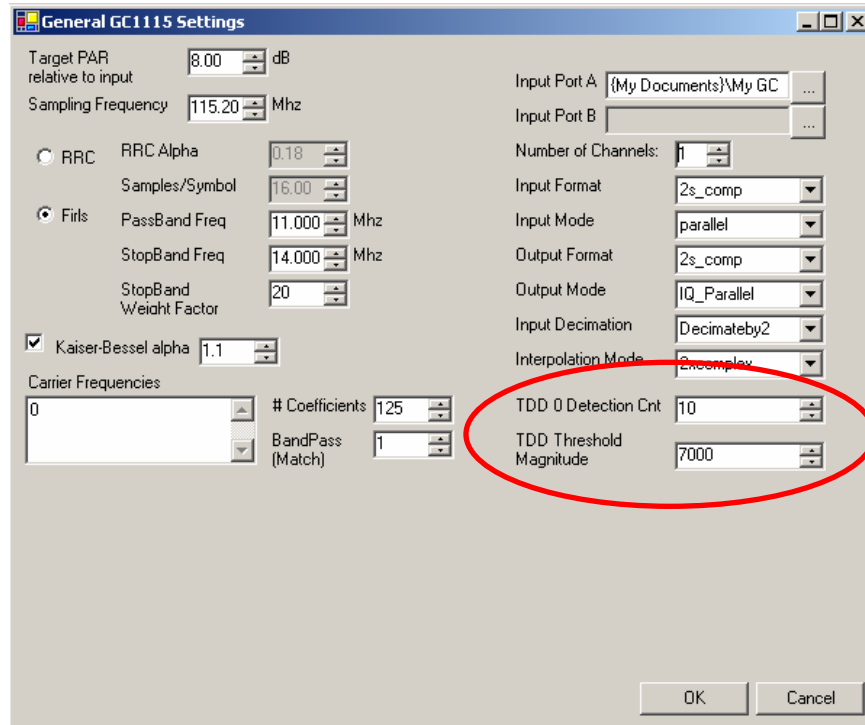 General GC1115 Settings
Target PAR
relative to input
8.00
dB
Sampling Frequency
115.20
Mhz
RRC
RRC Alpha
0.18
Samples/Symbol
16.00
Firls
PassBand Freq
11.000
Mhz
StopBand Freq
14.000
Mhz
StopBand
Weight Factor
20
Kaiser-Bessel alpha
1.1
Carrier Frequencies
0
# Coefficients
125
BandPass
(Match)
1
Input Port A
{My Documents}\My GC
...
Input Port B
...
Number of Channels:
1
Input Format
2s_comp
Input Mode
parallel
Output Format
2s_comp
Output Mode
IQ_Parallel
Input Decimation
Decimateby2
Interpolation Mode
2xcomplex
TDD 0 Detection Cnt
10
TDD Threshold
Magnitude
7000
OK
Cancel